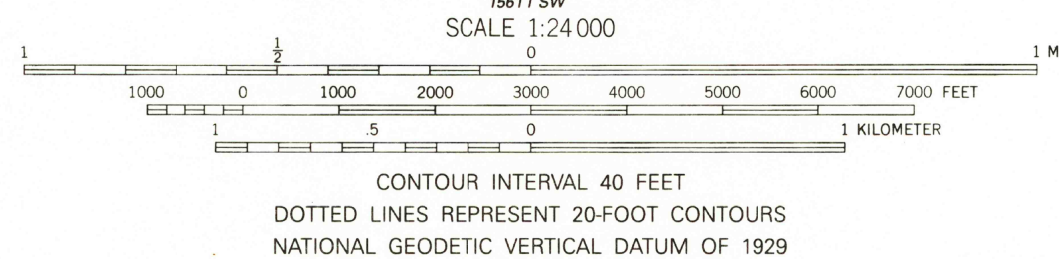 15611 SW
SCALE 1:24 000
1 1/2 0 1 M
1000 0 1000 2000 3000 4000 5000 6000 7000 FEET
1 .5 0 1 KILOMETER
CONTOUR INTERVAL 40 FEET
DOTTED LINES REPRESENT 20-FOOT CONTOURS
NATIONAL GEODETIC VERTICAL DATUM OF 1929